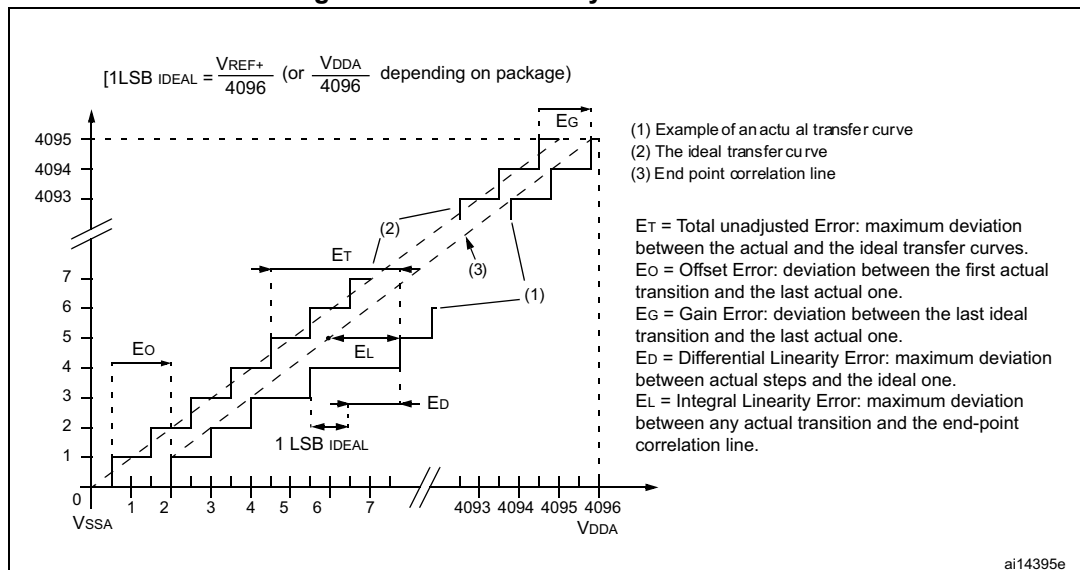 [1LSB IDEAL = VREF+/4096 (or VDDA/4096 depending on package)
EG
4095
4094
4093
7
6
5
4
3
2
1
0
(1) Example of an actu al transfer curve
(2) The ideal transfer cu rve
(3) End point correlation line
ET = Total unadjusted Error: maximum deviation
between the actual and the ideal transfer curves.
EO = Offset Error: deviation between the first actual
transition and the last actual one.
EG = Gain Error: deviation between the last ideal
transition and the last actual one.
ED = Differential Linearity Error: maximum deviation
between actual steps and the ideal one.
EL = Integral Linearity Error: maximum deviation
between any actual transition and the end-point
correlation line.
(2)
ET
(3)
(1)
EO
EL
ED
1 LSB IDEAL
1 2 3 4 5 6 7 4093 4094 4095 4096
VSSA VDDA
ai14395e